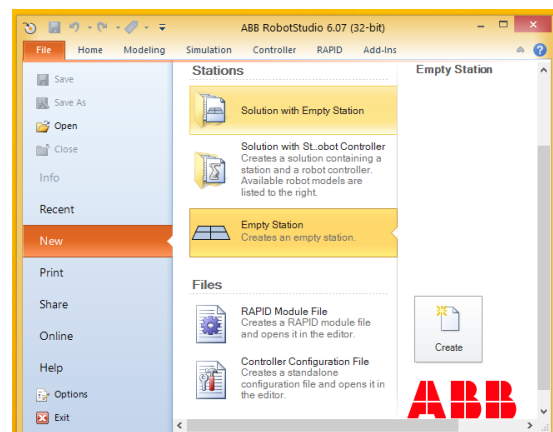 ABB RobotStudio 6.07 (32-bit)
File Home Modeling Simulation Controller RAPID Add-Ins
Save
Save As
Open
Close
Info
Recent
New
Print
Share
Online
Help
Options
Exit
Stations
Solution with Empty Station
Solution with St..obot Controller
Creates a solution containing a
station and a robot controller.
Available robot models are
listed to the right.
Empty Station
Creates an empty station.
Files
RAPID Module File
Creates a RAPID module file
and opens it in the editor.
Controller Configuration File
Creates a standalone
configuration file and opens it in
the editor.
Empty Station
Create
ABB